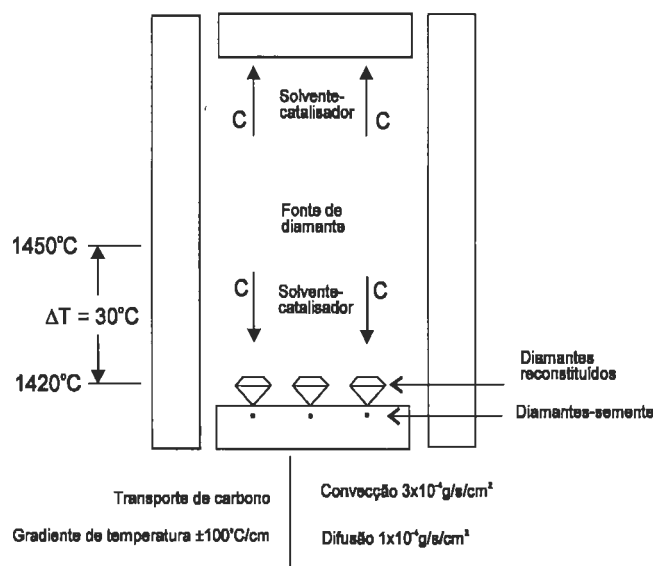 Solvente-
catalisador
C
C
Fonte de
diamante
1450°C
C
Solvente-
catalisador
C
ΔT = 30°C
1420°C
Diamantes
reconstituídos
Diamantes-semente
Transporte de carbono
Convecção 3x10⁻⁴g/s/cm²
Gradiente de temperatura ±100°C/cm
Difusão 1x10⁻⁴g/s/cm²